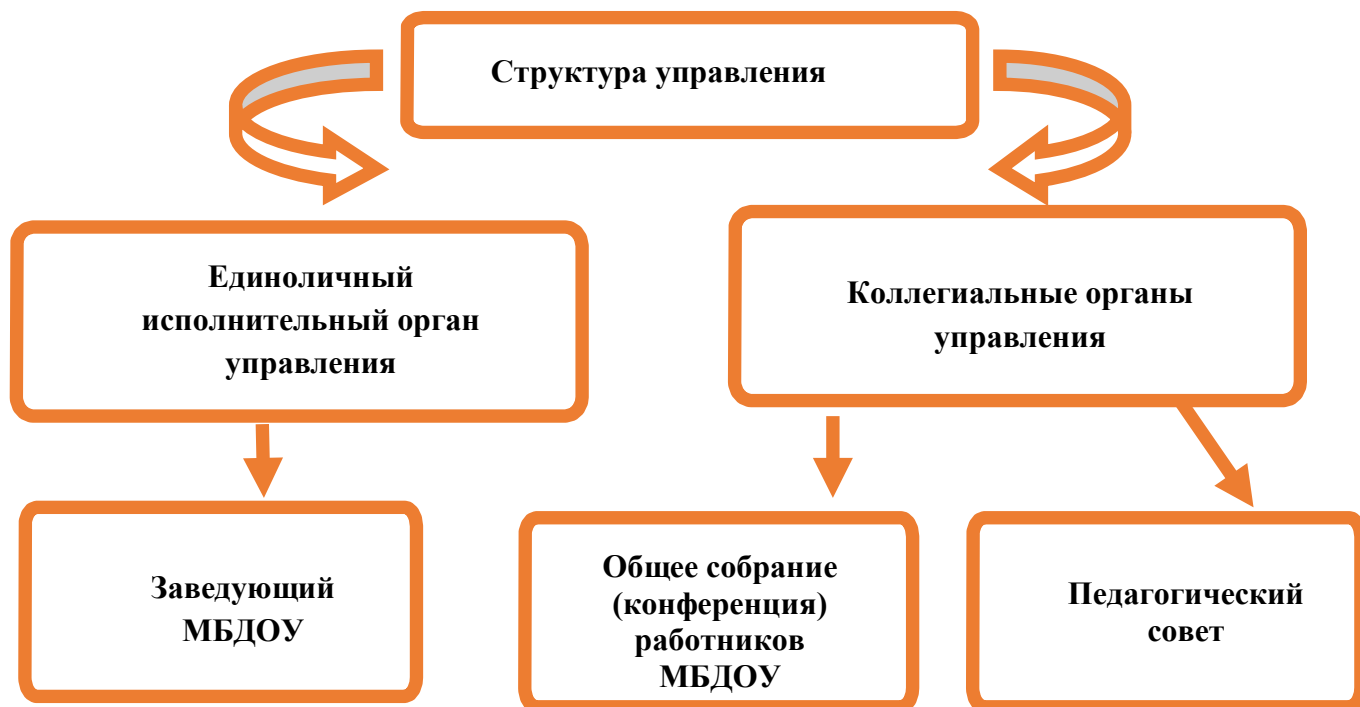 Структура управления
Единоличный
исполнительный орган
управления
Коллегиальные органы
управления
Заведующий
МБДОУ
Общее собрание
(конференция)
работников
МБДОУ
Педагогический
совет